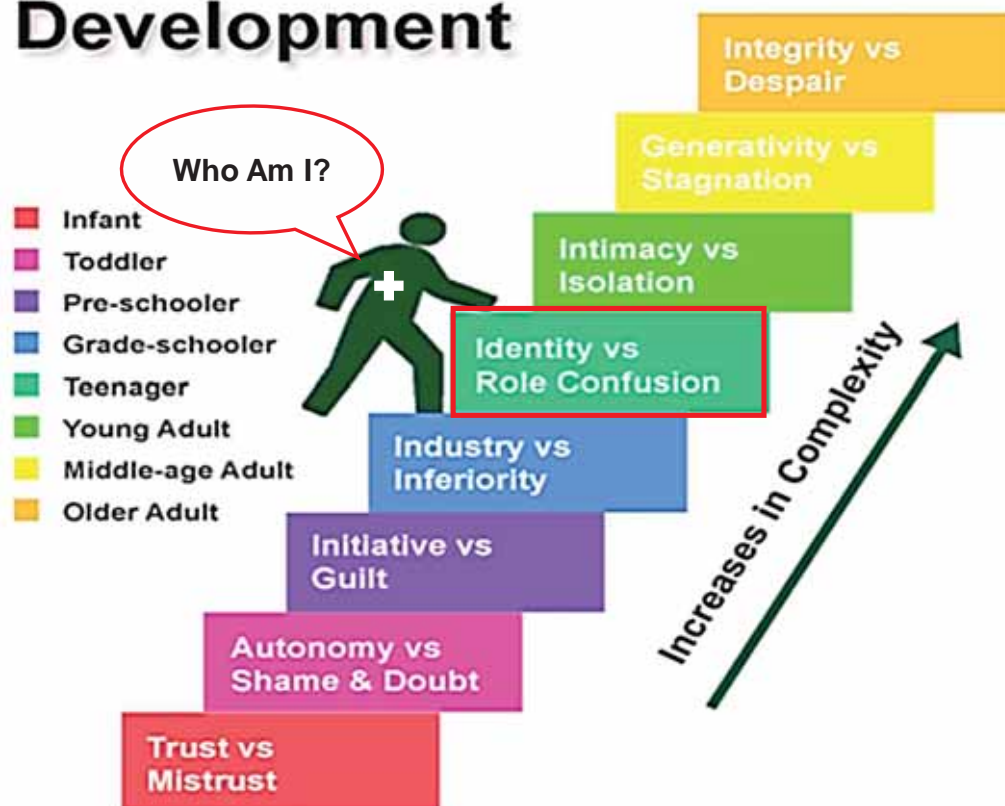 Development
Integrity vs
Despair
Generativity vs
Stagnation
Who Am I?
Intimacy vs
Isolation
Infant
Toddler
Pre-schooler
Grade-schooler
Teenager
Young Adult
Middle-age Adult
Older Adult
Identity vs
Role Confusion
Industry vs
Inferiority
Initiative vs
Guilt
Autonomy vs
Shame & Doubt
Trust vs
Mistrust
Increases in Complexity